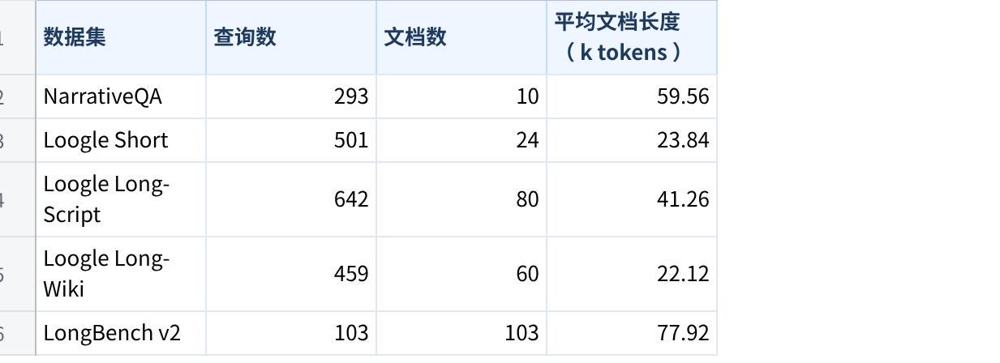 数据集 查询数 文档数 平均文档长度
（k tokens）
NarrativeQA 293 10 59.56
Loogle Short 501 24 23.84
Loogle Long-
Script 642 80 41.26
Loogle Long-
Wiki 459 60 22.12
LongBench v2 103 103 77.92